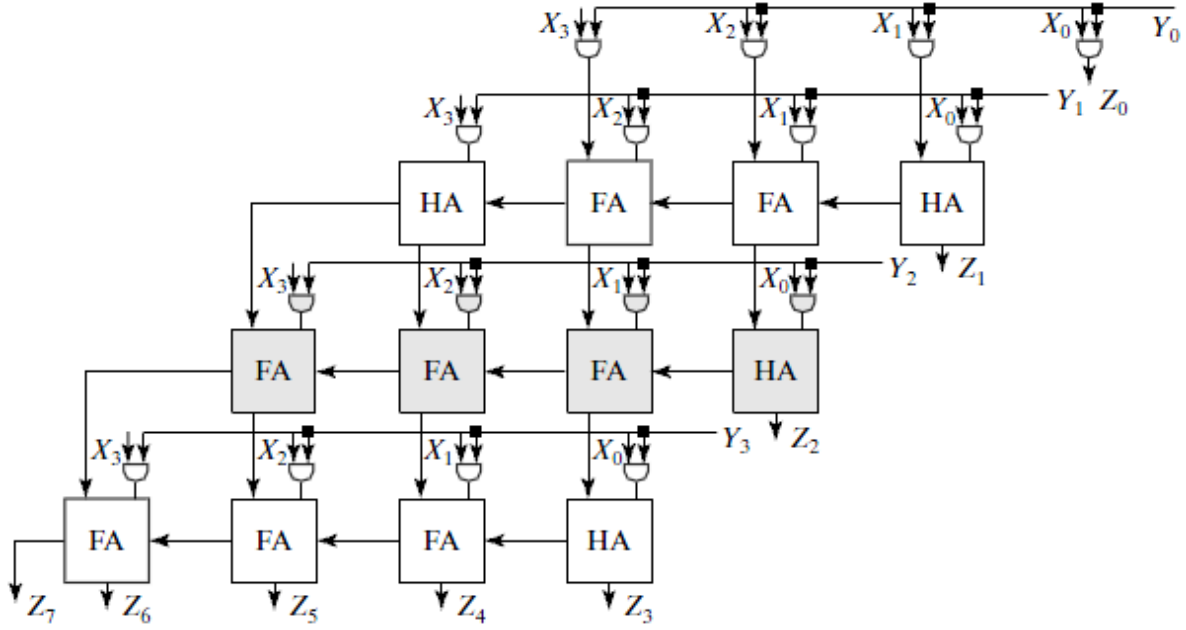 X₃ X₂ X₁ X₀ Y₀
X₃ X₂ X₁ X₀ Y₁ Z₀
HA FA FA HA
X₃ X₂ X₁ X₀ Y₂ Z₁
FA FA FA HA
X₃ X₂ X₁ X₀ Y₃ Z₂
FA FA FA HA
Z₇ Z₆ Z₅ Z₄ Z₃